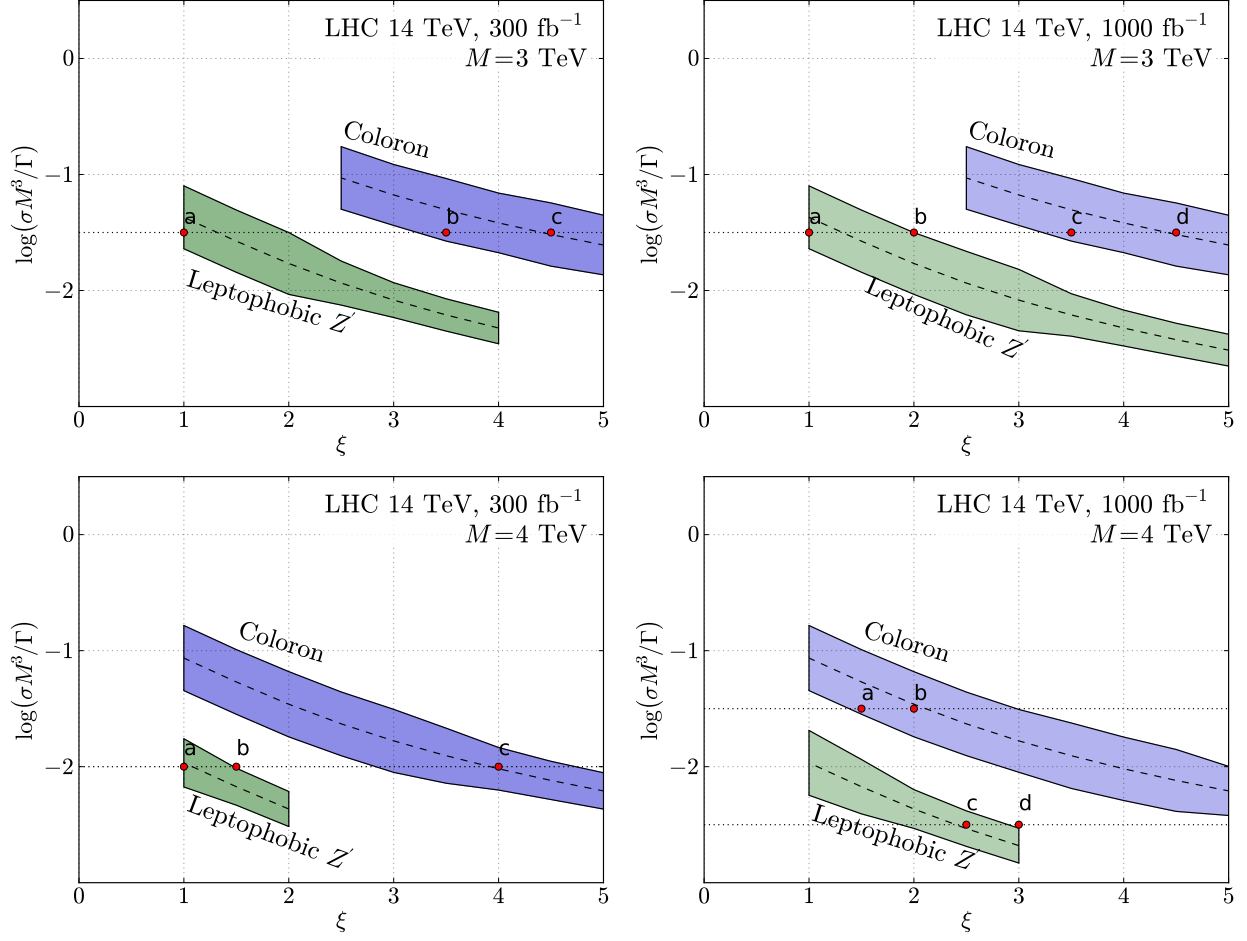 LHC 14 TeV, 300 fb⁻¹
M=3 TeV
log(σM³/Γ)
0
−1
−2
Coloron
Leptophobic Z′
a
b
c
0 1 2 3 4 5
ξ
LHC 14 TeV, 1000 fb⁻¹
M=3 TeV
log(σM³/Γ)
0
−1
−2
Coloron
Leptophobic Z′
a
b
c
d
0 1 2 3 4 5
ξ
LHC 14 TeV, 300 fb⁻¹
M=4 TeV
log(σM³/Γ)
0
−1
−2
Coloron
Leptophobic Z′
a
b
c
0 1 2 3 4 5
ξ
LHC 14 TeV, 1000 fb⁻¹
M=4 TeV
log(σM³/Γ)
0
−1
−2
Coloron
Leptophobic Z′
a
b
c
d
0 1 2 3 4 5
ξ